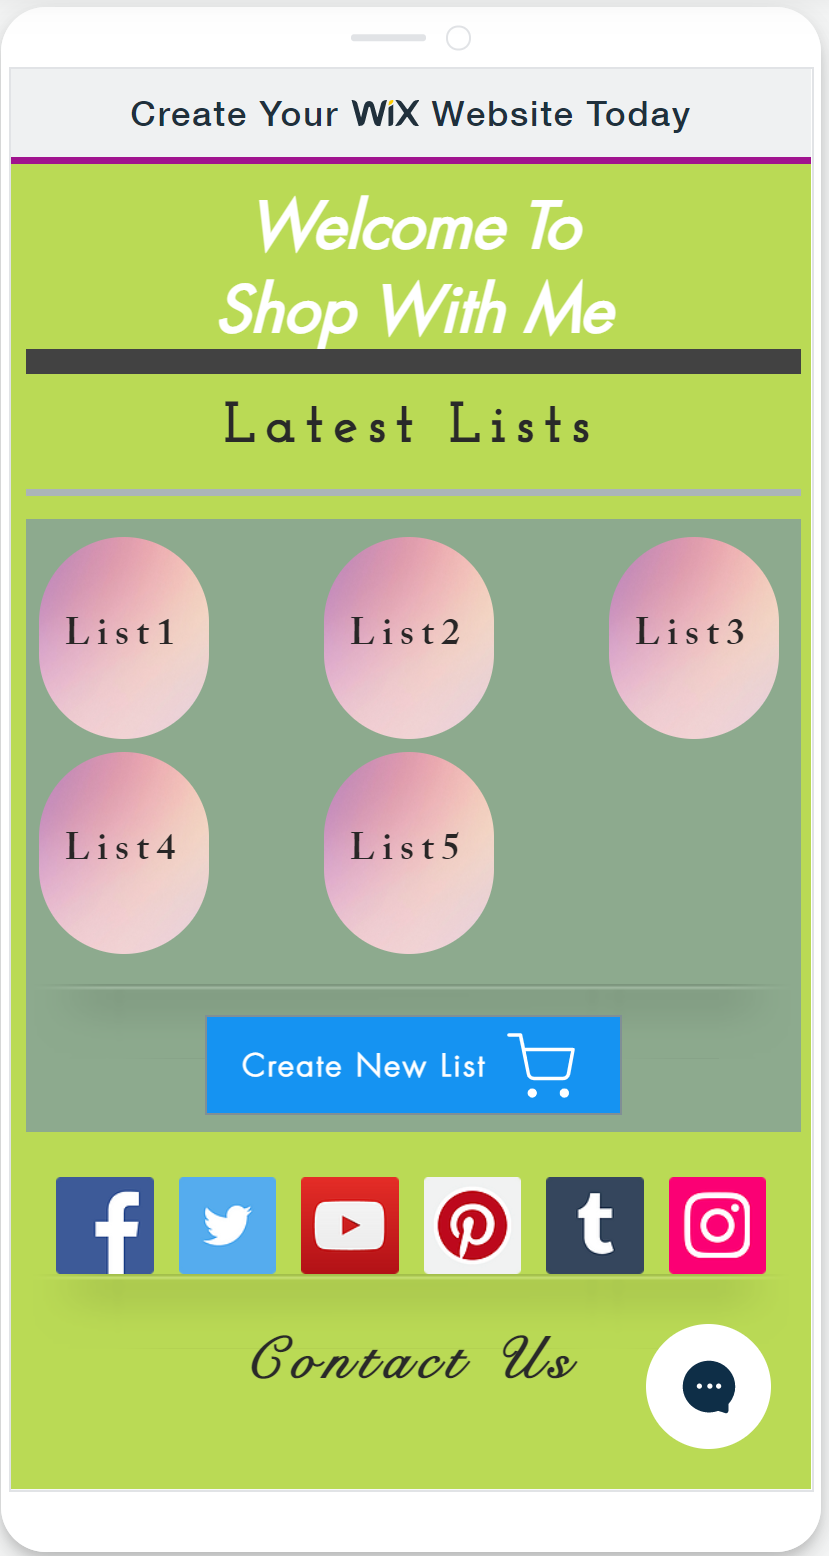 Create Your WiX Website Today
Welcome To
Shop With Me
Latest Lists
List1 List2 List3
List4 List5
Create New List
Contact Us